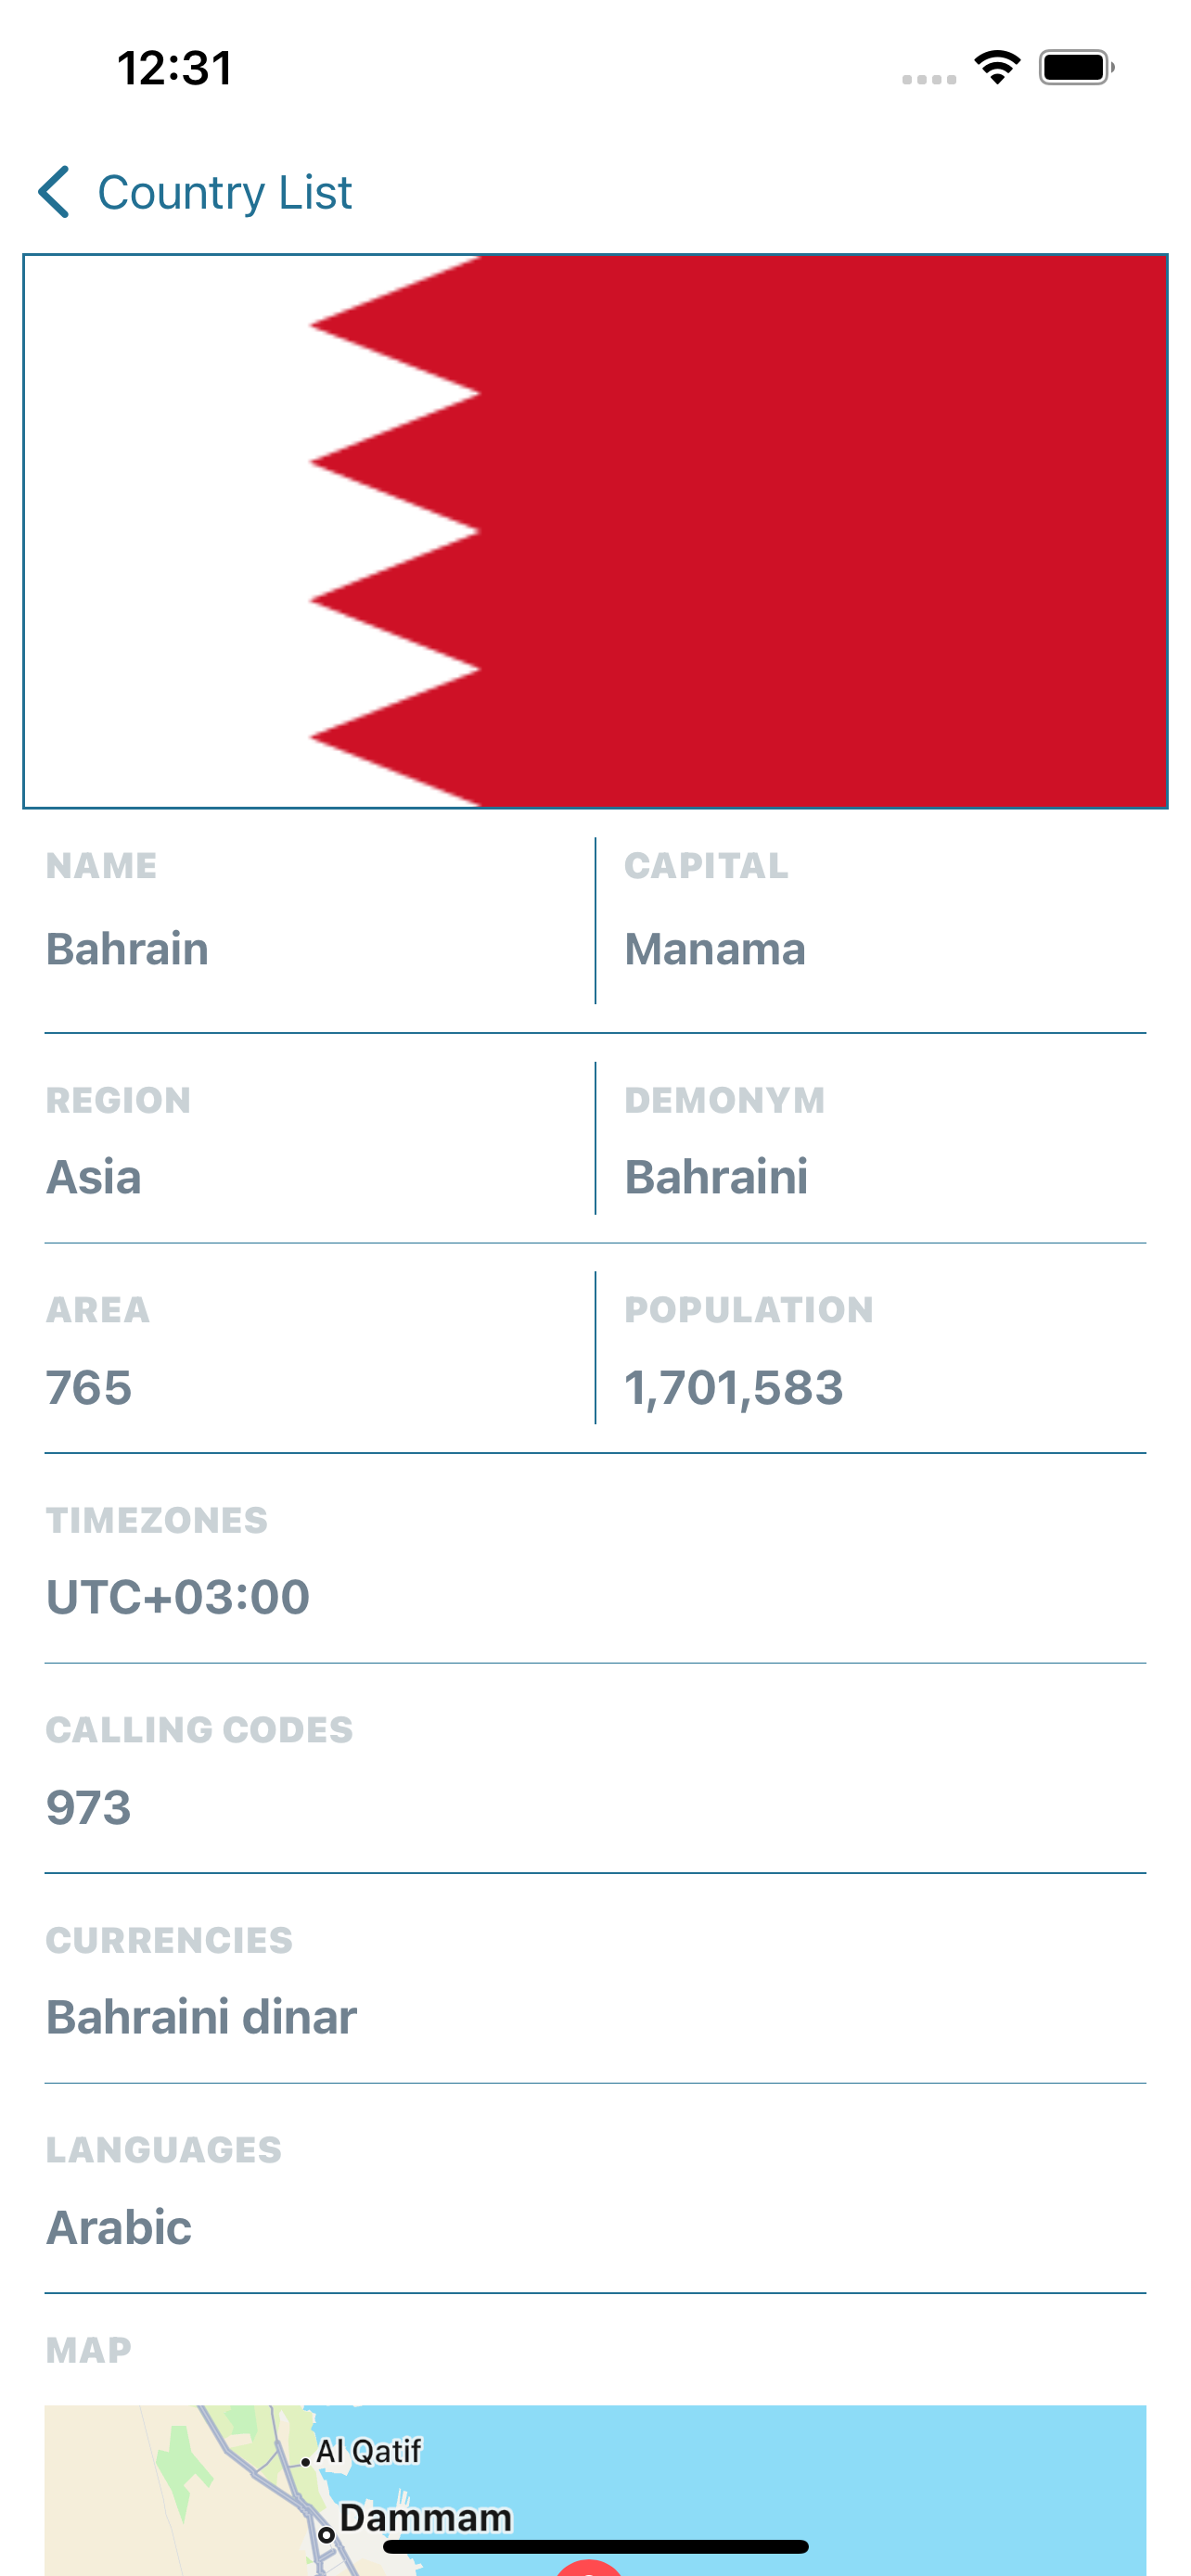 12:31
Country List
NAME
CAPITAL
Bahrain
Manama
REGION
DEMONYM
Asia
Bahraini
AREA
POPULATION
765
1,701,583
TIMEZONES
UTC+03:00
CALLING CODES
973
CURRENCIES
Bahraini dinar
LANGUAGES
Arabic
MAP
Al Qatif
Dammam